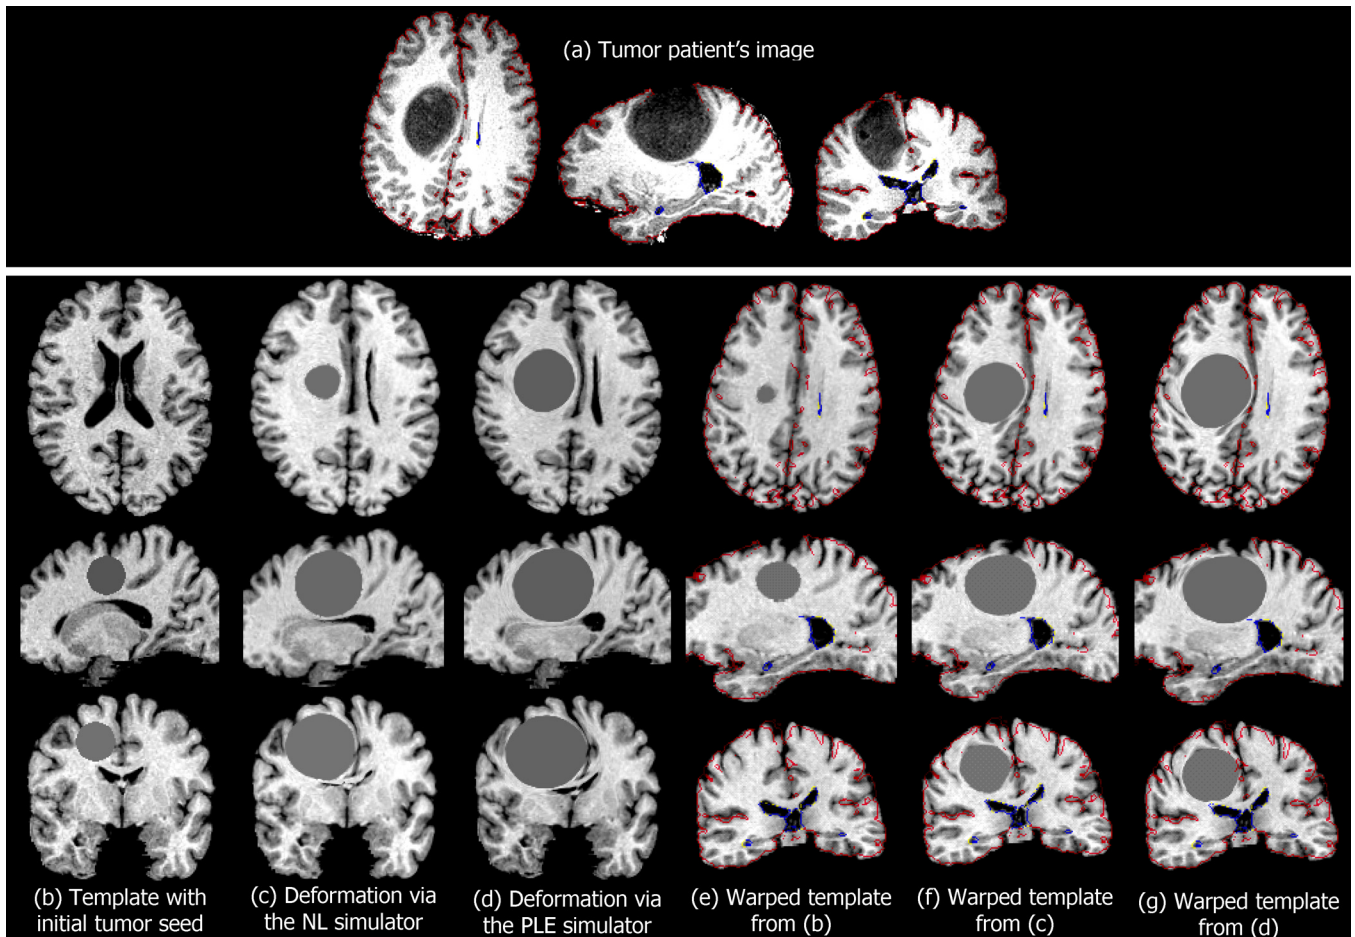 (a) Tumor patient's image
(b) Template with
initial tumor seed
(c) Deformation via
the NL simulator
(d) Deformation via
the PLE simulator
(e) Warped template
from (b)
(f) Warped template
from (c)
(g) Warped template
from (d)